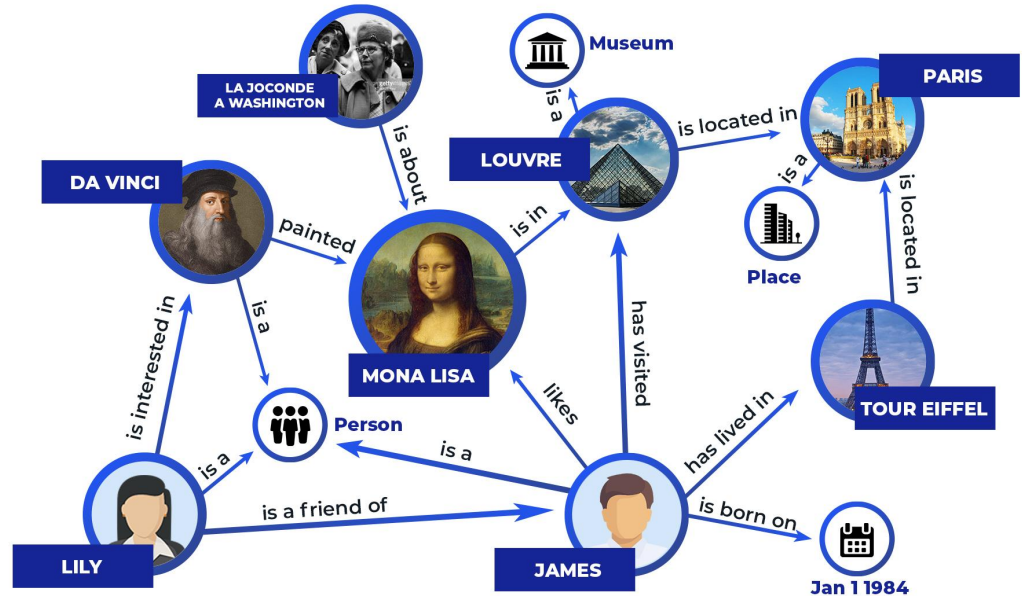 LA JOCONDE
A WASHINGTON
Museum
PARIS
is a
is about
is located in
LOUVRE
DA VINCI
is a
is located in
painted
is in
Place
is interested in
is a
has visited
MONA LISA
likes
has lived in
TOUR EIFFEL
Person
is a
is a
is a friend of
is born on
LILY
JAMES
Jan 1 1984